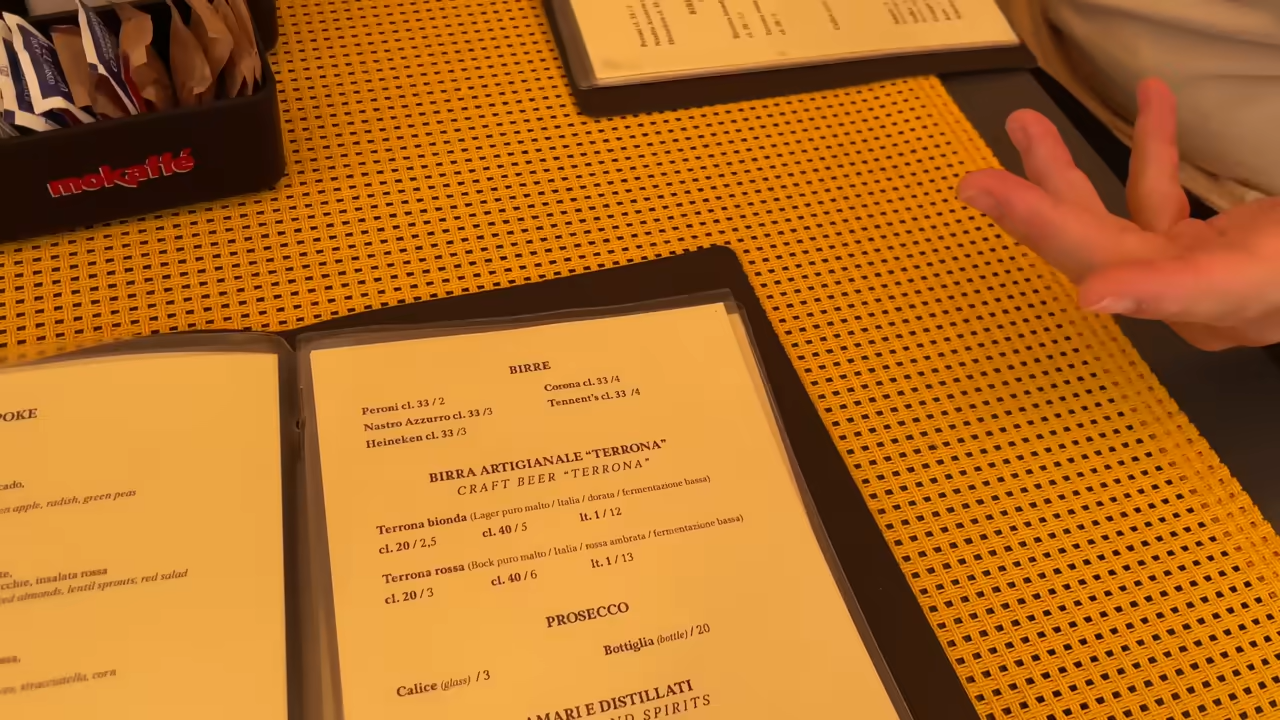 mokaffé
POKE
apple, radish, green peas
insalata rossa
almonds, lentil sprouts, red salad
stracciatella, corn
BIRRE
Peroni cl. 33 / 2
Nastro Azzurro cl. 33 /3
Heineken cl. 33 /3
Corona cl. 33 /4
Tennent's cl. 33 /4
BIRRA ARTIGIANALE “TERRONA”
CRAFT BEER “TERRONA”
Terrona bionda (Lager puro malto / Italia / dorata / fermentazione bassa)
cl. 20 / 2,5 cl. 40 / 5 lt. 1 / 12
Terrona rossa (Bock puro malto / Italia / rossa ambrata / fermentazione bassa)
cl. 20 / 3 cl. 40 / 6 lt. 1 / 13
PROSECCO
Calice (glass) / 3 Bottiglia (bottle) / 20
AMARI E DISTILLATI
SPIRITS